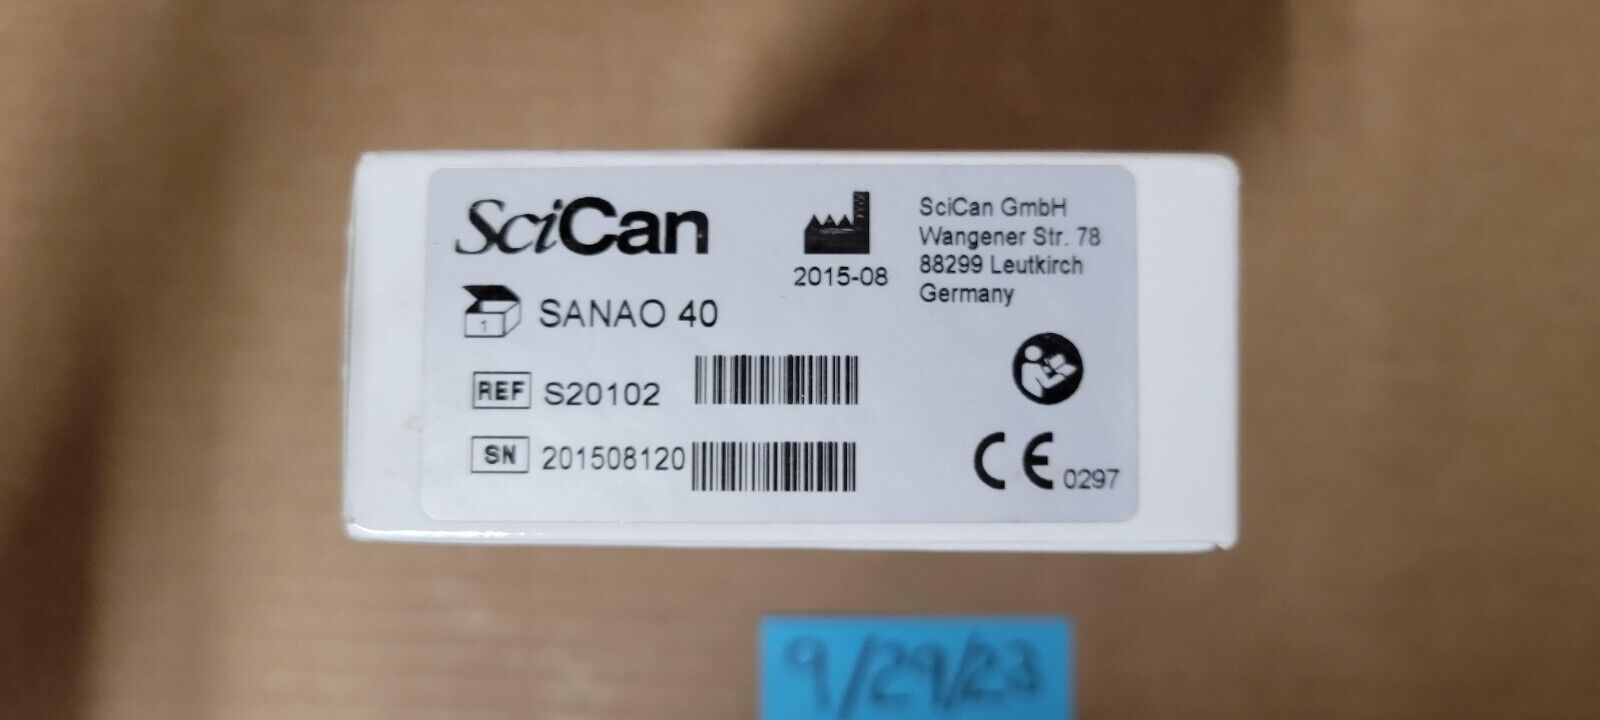 SciCan
2015-08
SciCan GmbH
Wangener Str. 78
88299 Leutkirch
Germany
1
SANAO 40
REF S20102
SN 201508120
CE 0297
9/29/23